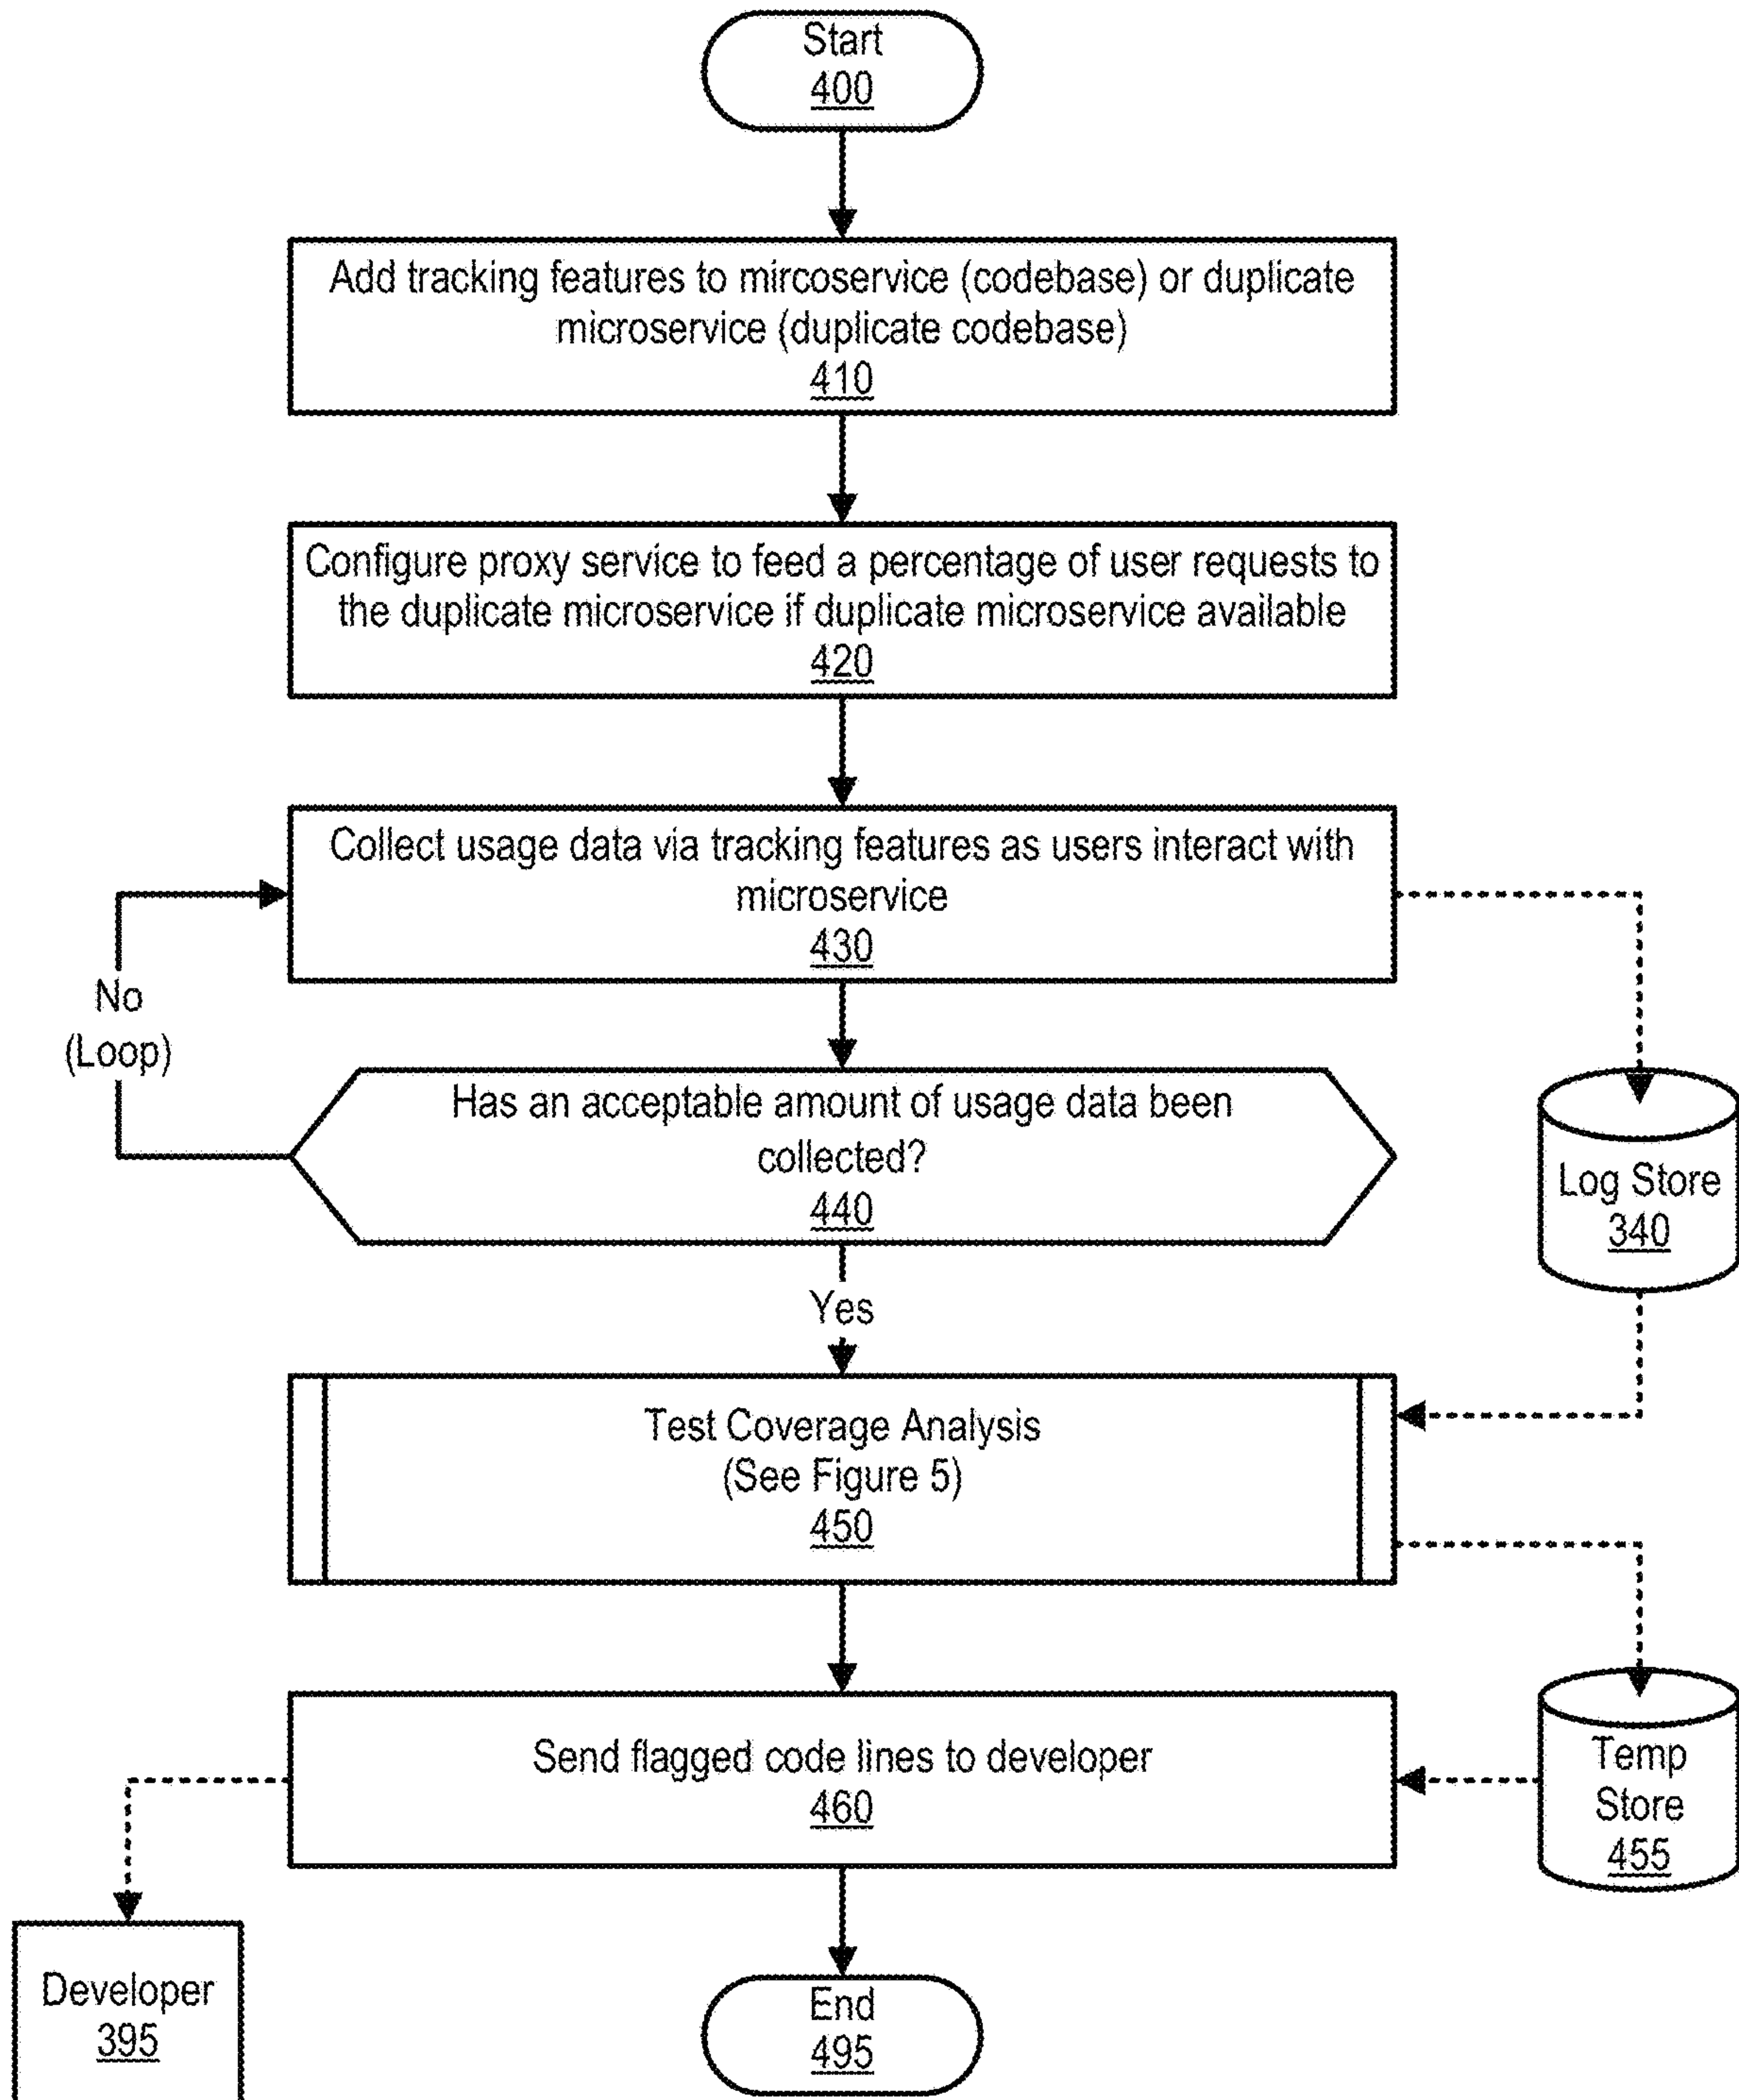 Start
400
Add tracking features to mircoservice (codebase) or duplicate
microservice (duplicate codebase)
410
Configure proxy service to feed a percentage of user requests to
the duplicate microservice if duplicate microservice available
420
Collect usage data via tracking features as users interact with
microservice
430
No
(Loop)
Has an acceptable amount of usage data been
collected?
440
Log Store
340
Yes
Test Coverage Analysis
(See Figure 5)
450
Send flagged code lines to developer
460
Temp
Store
455
Developer
395
End
495